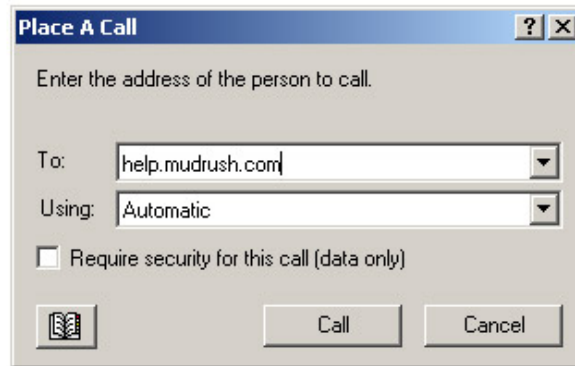 Place A Call
Enter the address of the person to call.
To: help.mudrush.com
Using: Automatic
Require security for this call (data only)
Call Cancel